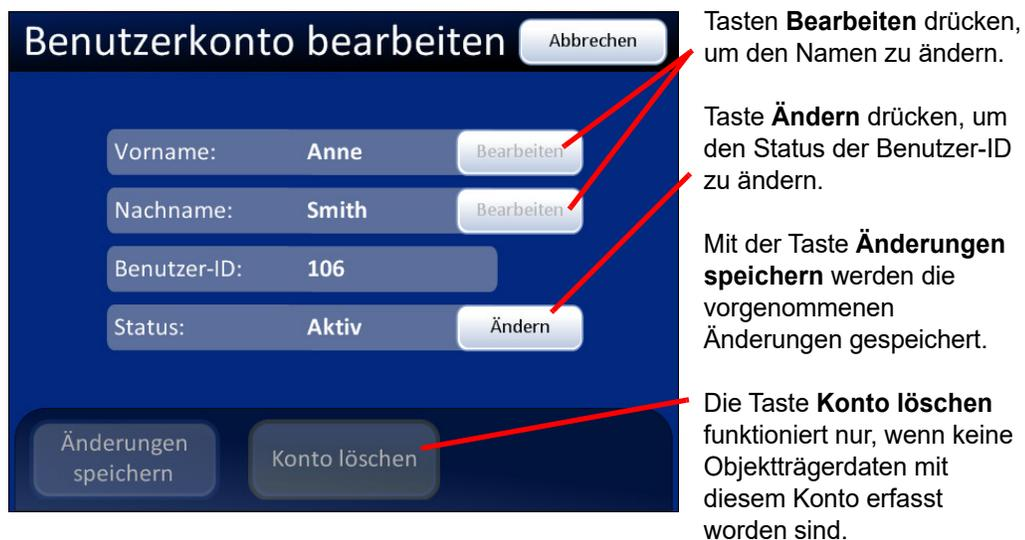 Benutzerkonto bearbeiten
Abbrechen
Vorname: Anne Bearbeiten
Nachname: Smith Bearbeiten
Benutzer-ID: 106
Status: Aktiv Ändern
Änderungen
speichern
Konto löschen
Tasten Bearbeiten drücken,
um den Namen zu ändern.
Taste Ändern drücken, um
den Status der Benutzer-ID
zu ändern.
Mit der Taste Änderungen
speichern werden die
vorgenommenen
Änderungen gespeichert.
Die Taste Konto löschen
funktioniert nur, wenn keine
Objektträgerdaten mit
diesem Konto erfasst
worden sind.